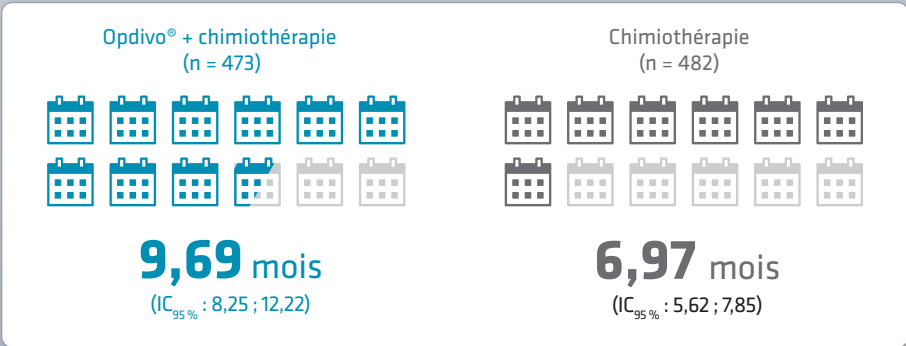 Opdivo® + chimiothérapie
(n = 473)
9,69 mois
(IC95 % : 8,25 ; 12,22)
Chimiothérapie
(n = 482)
6,97 mois
(IC95 % : 5,62 ; 7,85)